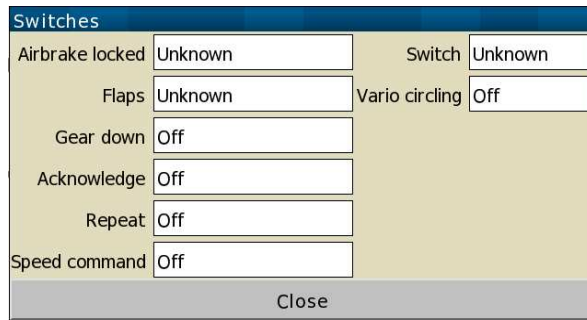 Switches
Airbrake locked Unknown Switch Unknown
Flaps Unknown Vario circling Off
Gear down Off
Acknowledge Off
Repeat Off
Speed command Off
Close